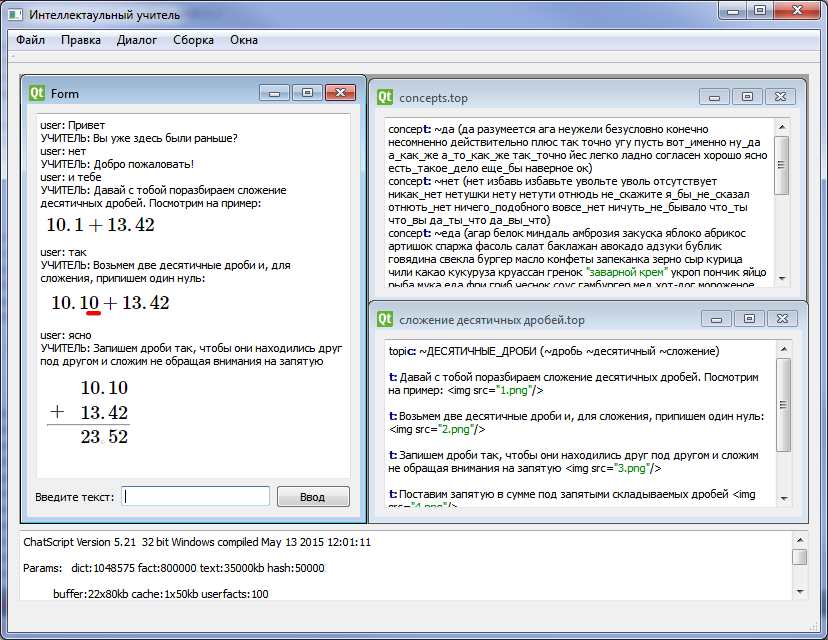 Интеллектаульный учитель
Файл Правка Диалог Сборка Окна
Form
user: Привет
УЧИТЕЛЬ: Вы уже здесь были раньше?
user: нет
УЧИТЕЛЬ: Добро пожаловать!
user: и тебе
УЧИТЕЛЬ: Давай с тобой поразбираем сложение
десятичных дробей. Посмотрим на пример:
10.1 + 13.42
user: так
УЧИТЕЛЬ: Возьмем две десятичные дроби и, для
сложения, припишем один нуль:
10.10 + 13.42
user: ясно
УЧИТЕЛЬ: Запишем дроби так, чтобы они находились друг
под другом и сложим не обращая внимания на запятую
10.10
+ 13.42
23 52
Введите текст:
Ввод
concepts.top
concept: ~да (да разумеется ага неужели безусловно конечно
несомненно действительно плюс так точно угу пусть вот_именно ну_да
а_как_же а_то_как_же так_точно йес легко ладно согласен хорошо ясно
есть_такое_дело еще_бы наверное ок)
concept: ~нет (нет избавь избавьте увольте уволь отсутствует
никак_нет нетушки нету нетути отнюдь не_скажите я_бы_не_сказал
отнють_нет ничего_подобного вовсе_нет ничуть_не_бывало что_ты
что_вы да_ты_что да_вы_что)
concept: ~еда (агар белок миндаль амброзия закуска яблоко абрикос
артишок спаржа фасоль салат баклажан авокадо адзуки бублик
говядина свекла бургер масло конфеты запеканка зерно сыр курица
чили какао кукуруза круассан гренок "заварной крем" укроп пончик яйцо
рыба мука еда фри гриб чеснок соус гамбургер мед хот-дог мороженое
сложение десятичных дробей.top
topic: ~ДЕСЯТИЧНЫЕ_ДРОБИ (~дробь ~десятичный ~сложение)
t: Давай с тобой поразбираем сложение десятичных дробей. Посмотрим
на пример: <img src="1.png"/>
t: Возьмем две десятичные дроби и, для сложения, припишем один нуль:
<img src="2.png"/>
t: Запишем дроби так, чтобы они находились друг под другом и сложим
не обращая внимания на запятую <img src="3.png"/>
t: Поставим запятую в сумме под запятыми складываемых дробей <img
src="4.png"/>
ChatScript Version 5.21 32 bit Windows compiled May 13 2015 12:01:11
Params: dict:1048575 fact:800000 text:35000kb hash:50000
buffer:22x80kb cache:1x50kb userfacts:100